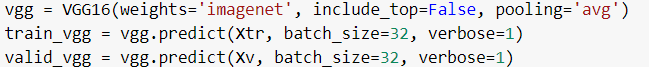 vgg = VGG16(weights='imagenet', include_top=False, pooling='avg')
train_vgg = vgg.predict(Xtr, batch_size=32, verbose=1)
valid_vgg = vgg.predict(Xv, batch_size=32, verbose=1)